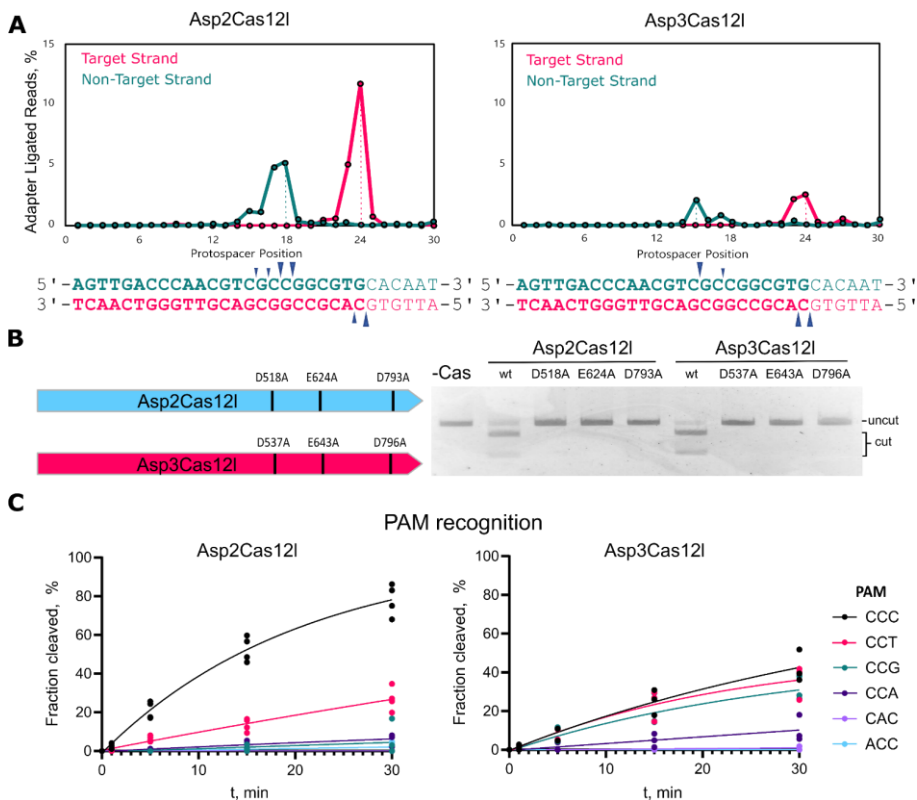 A
Asp2Cas12l
Asp3Cas12l
Adapter Ligated Reads, %
15
10
5
0
Target Strand
Non-Target Strand
0 6 12 18 24 30
Protospacer Position
15
10
5
0
Target Strand
Non-Target Strand
0 6 12 18 24 30
Protospacer Position
5'-AGTTGACCCAACGTCGCCGGCGTGCACAAT-3'
3'-TCAACTGGGTTGCAGCGGCCGCACGTGTTA-5'
5'-AGTTGACCCAACGTCGCCGGCGTGCACAAT-3'
3'-TCAACTGGGTTGCAGCGGCCGCACGTGTTA-5'
B
D518A E624A D793A
Asp2Cas12l
D537A E643A D796A
Asp3Cas12l
Asp2Cas12l Asp3Cas12l
-Cas wt D518A E624A D793A wt D537A E643A D796A
uncut
cut
C
PAM recognition
Asp2Cas12l
Asp3Cas12l
Fraction cleaved, %
100
80
60
40
20
0
0 10 20 30
t, min
Fraction cleaved, %
100
80
60
40
20
0
0 10 20 30
t, min
PAM
CCC
CCT
CCG
CCA
CAC
ACC